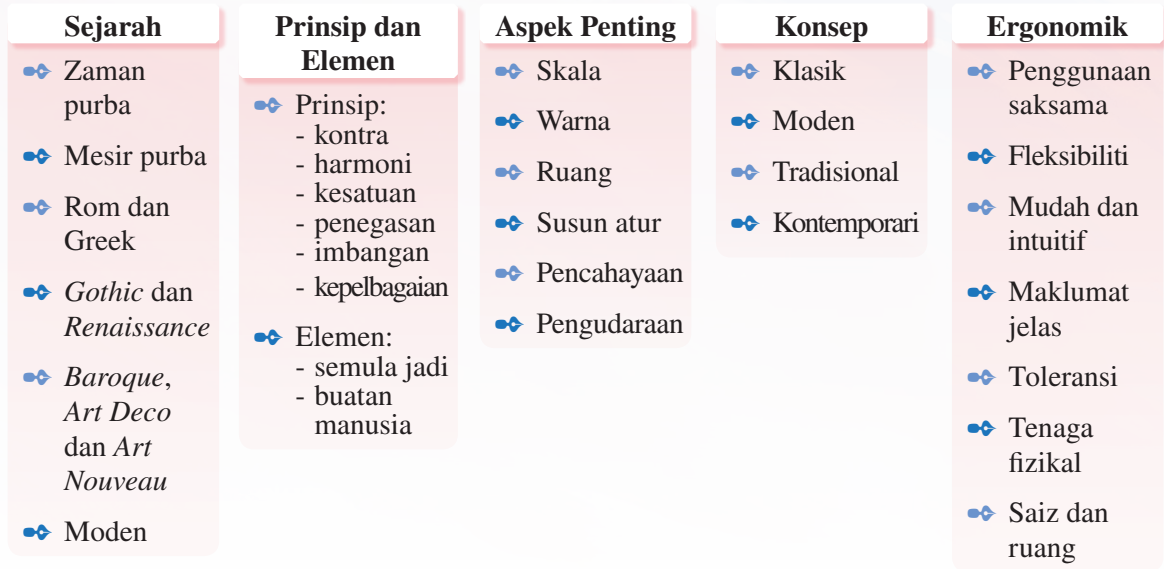 Sejarah
Zaman
purba
Mesir purba
Rom dan
Greek
Gothic dan
Renaissance
Baroque,
Art Deco
dan Art
Nouveau
Moden
Prinsip dan
Elemen
Prinsip:
- kontra
- harmoni
- kesatuan
- penegasan
- imbangan
- kepelbagaian
Elemen:
- semula jadi
- buatan
manusia
Aspek Penting
Skala
Warna
Ruang
Susun atur
Pencahayaan
Pengudaraan
Konsep
Klasik
Moden
Tradisional
Kontemporari
Ergonomik
Penggunaan
saksama
Fleksibiliti
Mudah dan
intuitif
Maklumat
jelas
Toleransi
Tenaga
fizikal
Saiz dan
ruang